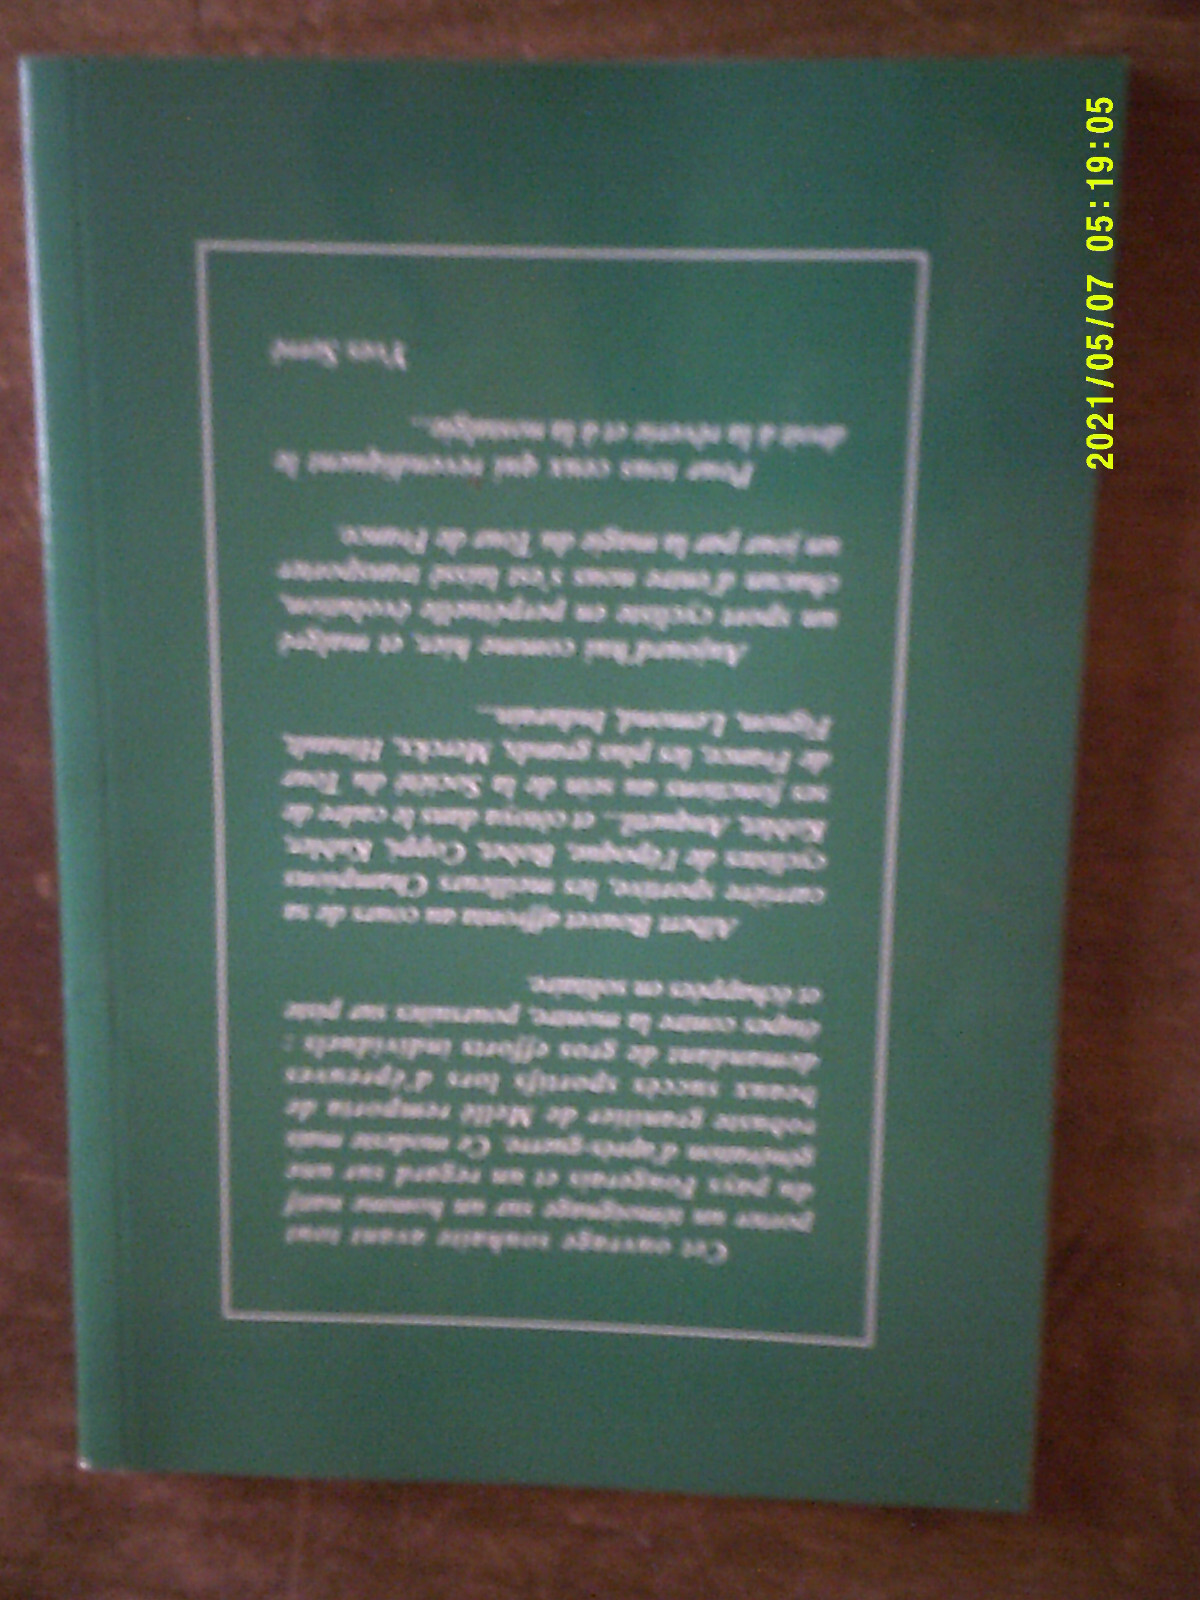 Cet ouvrage souhaite avant tout
porter un témoignage sur un homme natif
du pays Fougerais et un regard sur une
génération d'après-guerre. Ce modeste mais
robuste granitier de Mellé remporta de
beaux succès sportifs lors d'épreuves
demandant de gros efforts individuels :
étapes contre la montre, poursuites sur piste
et échappées en solitaire.
Albert Bouvet affronta au cours de sa
carrière sportive, les meilleurs Champions
cyclistes de l'époque, Bobet, Coppi, Kubler,
Koblet, Anquetil... et côtoya dans le cadre de
ses fonctions au sein de la Société du Tour
de France, les plus grands, Merckx, Hinault,
Fignon, Lemond, Indurain...
Aujourd'hui comme hier, et malgré
un sport cycliste en perpétuelle évolution,
chacun d'entre nous s'est laissé transporter
un jour par la magie du Tour de France.
Pour tous ceux qui revendiquent le
droit à la rêverie et à la nostalgie...
Yves
2021/05/07 05:19:05